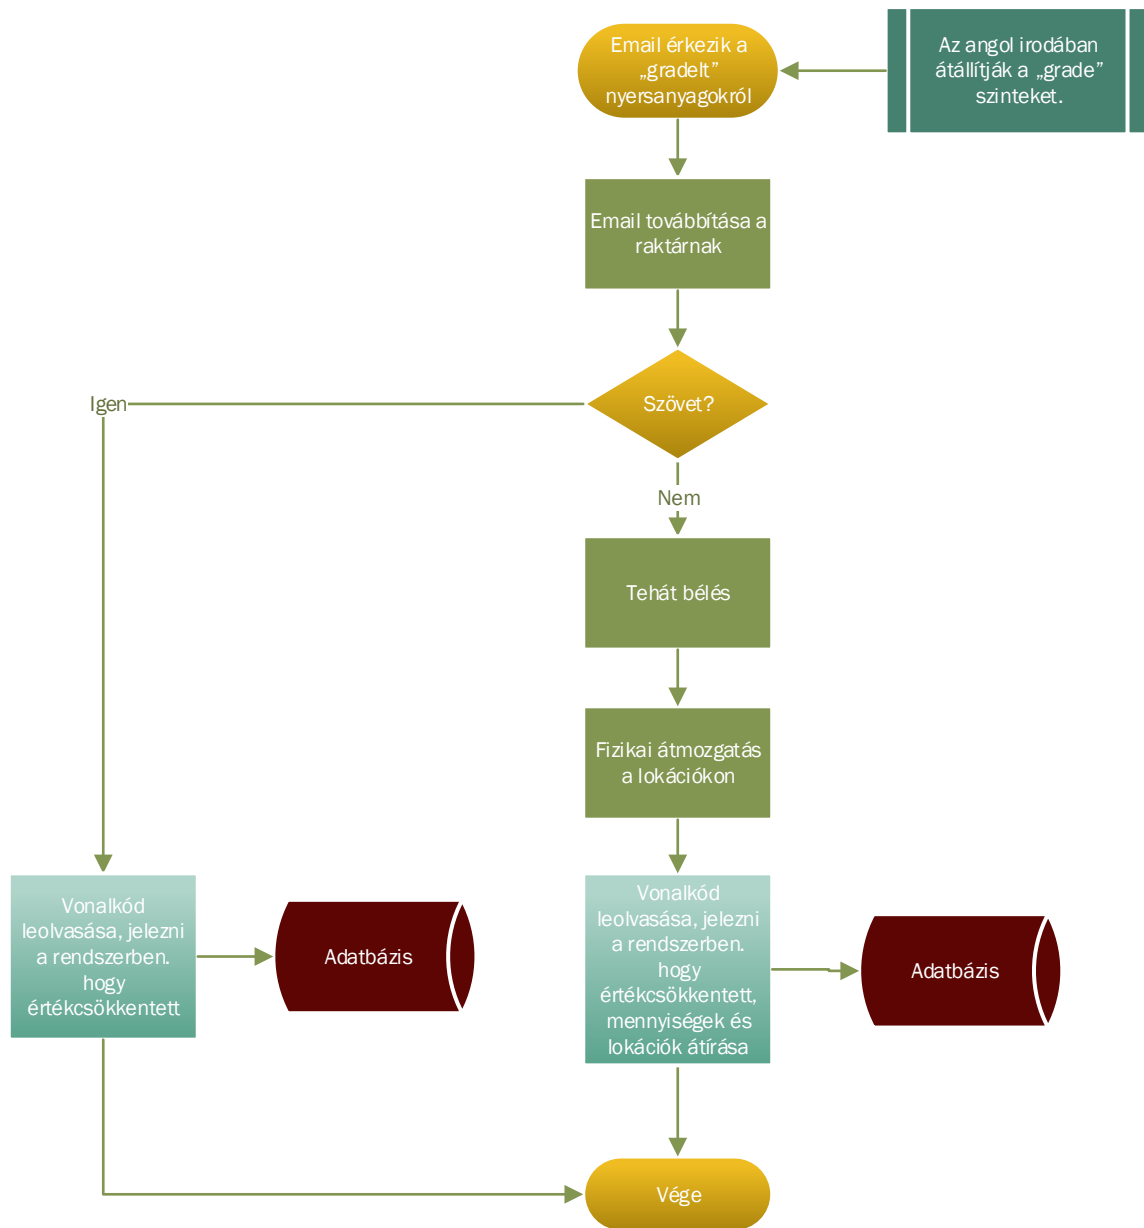 Email érkezik a
„gradelt”
nyersanyagokról
Az angol irodában
átállítják a „grade”
szinteket.
Email továbbítása a
raktárnak
Szövet?
Igen
Nem
Tehát bélés
Fizikai átmozgatás
a lokációkon
Vonalkód
leolvasása, jelezni
a rendszerben.
hogy
értékcsökkentett
Adatbázis
Vonalkód
leolvasása, jelezni
a rendszerben.
hogy
értékcsökkentett,
mennyiségek és
lokációk átírása
Adatbázis
Vége